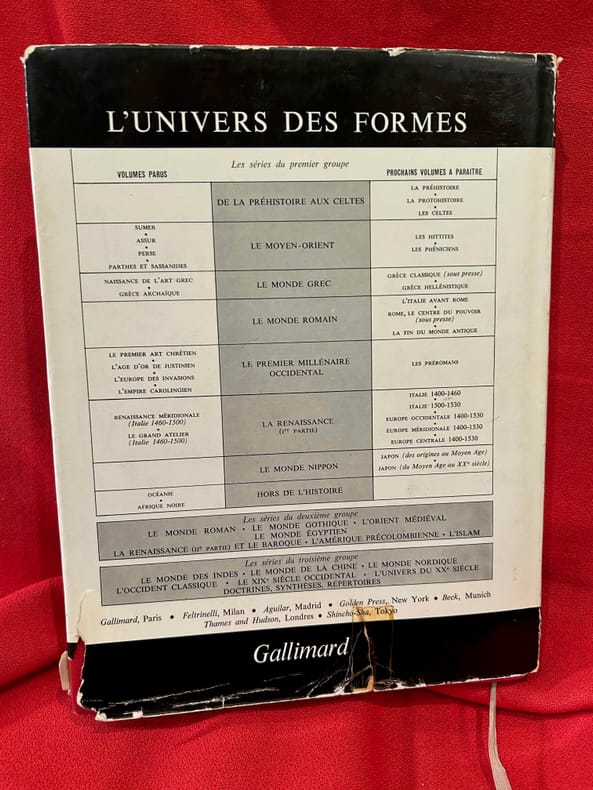 L'UNIVERS DES FORMES
VOLUMES PARUS
Les séries du premier groupe
PROCHAINS VOLUMES A PARAITRE
DE LA PRÉHISTOIRE AUX CELTES
LA PRÉHISTOIRE
•
LA PROTOHISTOIRE
•
LES CELTES
SUMER
•
ASSUR
•
PERSE
•
PARTHES ET SASSANIDES
LE MOYEN-ORIENT
LES HITTITES
•
LES PHÉNICIENS
NAISSANCE DE L'ART GREC
•
GRÈCE ARCHAÏQUE
LE MONDE GREC
GRÈCE CLASSIQUE (sous presse)
•
GRÈCE HELLÉNISTIQUE
LE MONDE ROMAIN
L'ITALIE AVANT ROME
•
ROME, LE CENTRE DU POUVOIR
(sous presse)
•
LA FIN DU MONDE ANTIQUE
LE PREMIER ART CHRÉTIEN
•
L'AGE D'OR DE JUSTINIEN
•
L'EUROPE DES INVASIONS
•
L'EMPIRE CAROLINGIEN
LE PREMIER MILLÉNAIRE
OCCIDENTAL
LES PRÉROMANS
RENAISSANCE MÉRIDIONALE
(Italie 1460-1500)
•
LE GRAND ATELIER
(Italie 1460-1500)
LA RENAISSANCE
(Ire PARTIE)
ITALIE 1400-1460
•
ITALIE 1500-1530
•
EUROPE OCCIDENTALE 1400-1530
•
EUROPE MÉRIDIONALE 1400-1530
•
EUROPE CENTRALE 1400-1530
LE MONDE NIPPON
JAPON (des origines au Moyen Age)
•
JAPON (du Moyen Age au XXe siècle)
OCÉANIE
•
AFRIQUE NOIRE
HORS DE L'HISTOIRE
Les séries du deuxième groupe
LE MONDE ROMAN • LE MONDE GOTHIQUE • L'ORIENT MÉDIÉVAL
LE MONDE ÉGYPTIEN
LA RENAISSANCE (IIe PARTIE) ET LE BAROQUE • L'AMÉRIQUE PRÉCOLOMBIENNE • L'ISLAM
Les séries du troisième groupe
LE MONDE DES INDES • LE MONDE DE LA CHINE • LE MONDE NORDIQUE
L'OCCIDENT CLASSIQUE • LE XIXe SIÈCLE OCCIDENTAL • L'UNIVERS DU XXe SIÈCLE
DOCTRINES, SYNTHÈSES, RÉPERTOIRES
Gallimard, Paris • Feltrinelli, Milan • Aguilar, Madrid • Golden Press, New York • Beck, Munich
Thames and Hudson, Londres • Shincho-Sha, Tokyo
Gallimard